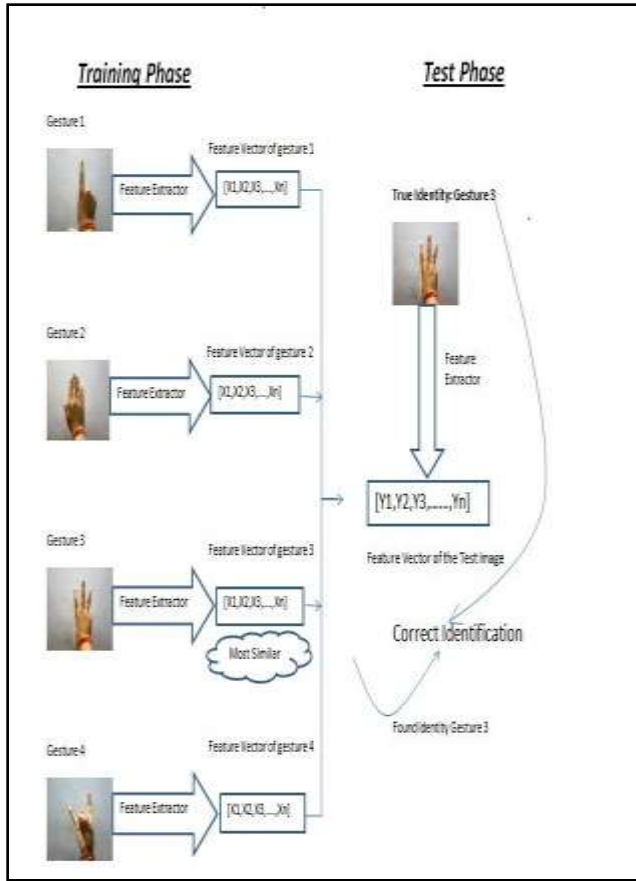 Training Phase
Test Phase
Gesture 1
Feature Vector of gesture 1
Feature Extractor
[X1,X2,X3,...,Xn]
True Identity: Gesture 3
Gesture 2
Feature Vector of gesture 2
Feature Extractor
[X1,X2,X3,...,Xn]
Feature
Extractor
[Y1,Y2,Y3,......,Yn]
Feature Vector of the Test image
Gesture 3
Feature Vector of gesture 3
Feature Extractor
[X1,X2,X3,...,Xn]
Most Similar
Correct Identification
Found Identity Gesture 3
Gesture 4
Feature Vector of gesture 4
Feature Extractor
[X1,X2,X3,...,Xn]